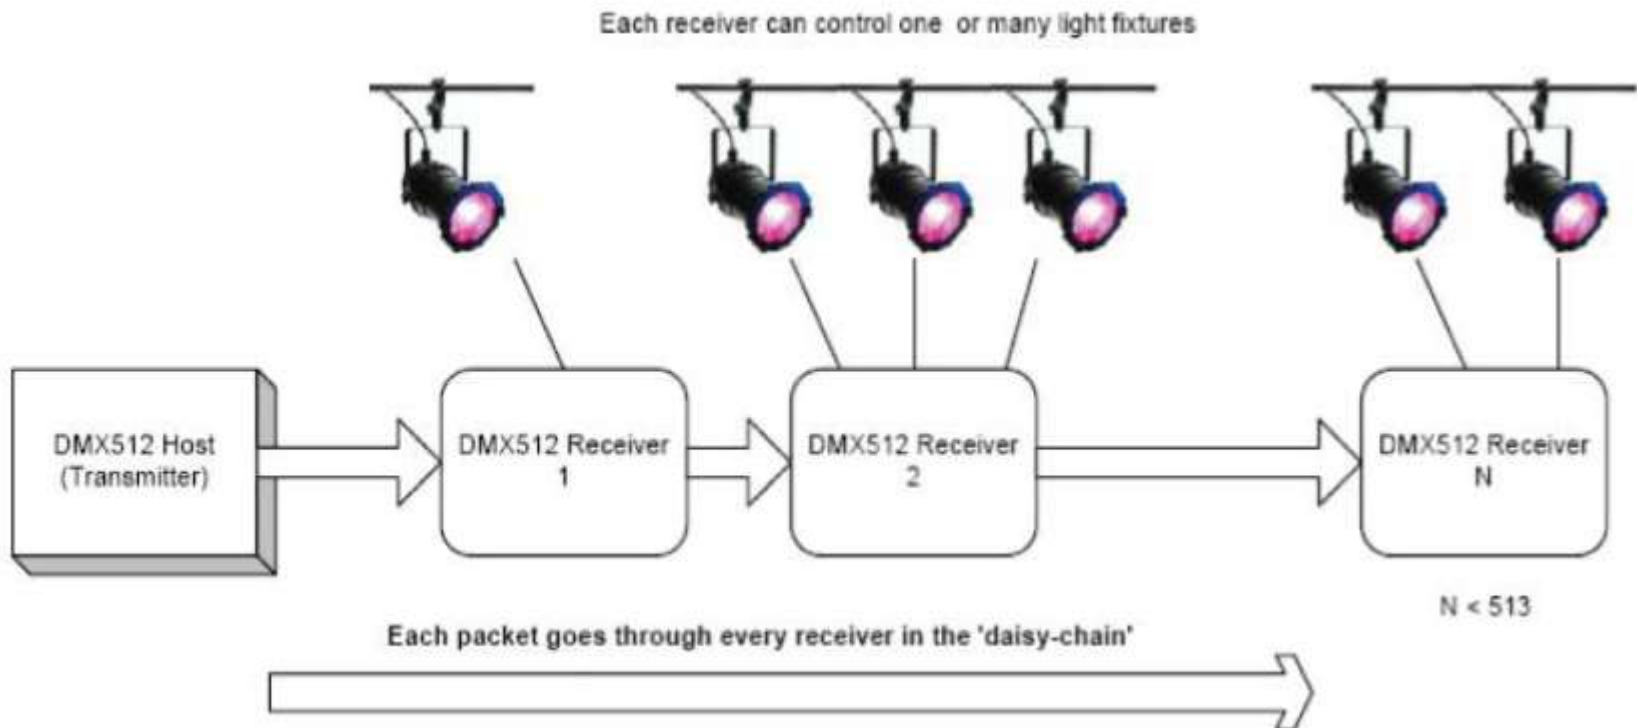 Each receiver can control one or many light fixtures
DMX512 Host
(Transmitter)
DMX512 Receiver
1
DMX512 Receiver
2
DMX512 Receiver
N
N < 513
Each packet goes through every receiver in the 'daisy-chain'